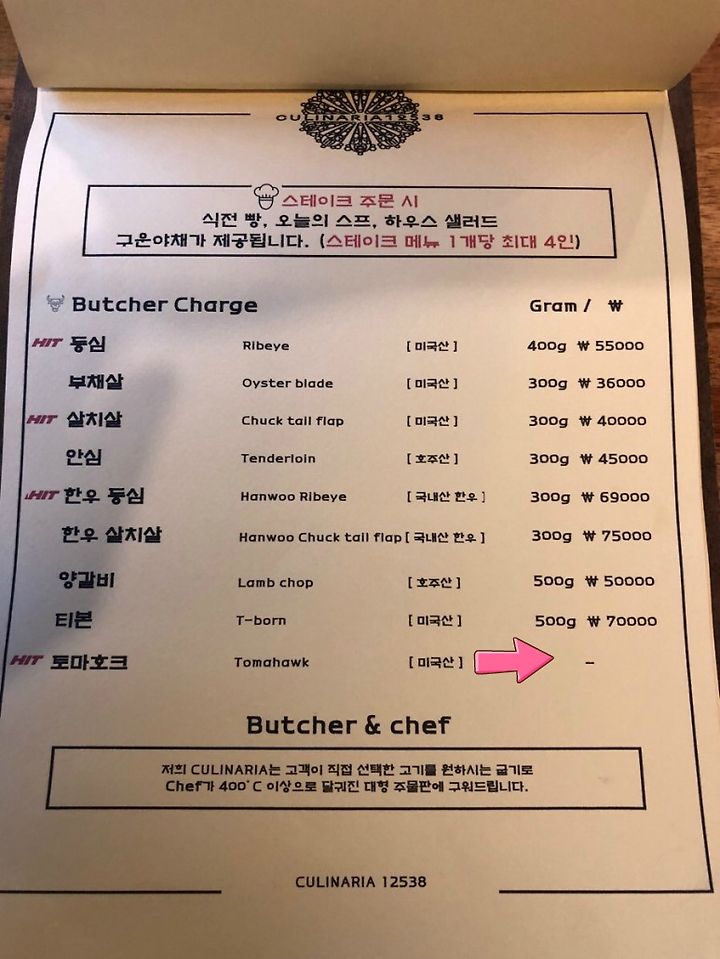 CULINARIA12538
스테이크 주문 시
식전 빵, 오늘의 스프, 하우스 샐러드
구운야채가 제공됩니다. (스테이크 메뉴 1개당 최대 4인)
Butcher Charge Gram / ₩
HIT 등심 Ribeye [ 미국산 ] 400g ₩ 55000
부채살 Oyster blade [ 미국산 ] 300g ₩ 36000
HIT 살치살 Chuck tail flap [ 미국산 ] 300g ₩ 40000
안심 Tenderloin [ 호주산 ] 300g ₩ 45000
HIT 한우 등심 Hanwoo Ribeye [ 국내산 한우 ] 300g ₩ 69000
한우 살치살 Hanwoo Chuck tail flap [ 국내산 한우 ] 300g ₩ 75000
양갈비 Lamb chop [ 호주산 ] 500g ₩ 50000
티본 T-born [ 미국산 ] 500g ₩ 70000
HIT 토마호크 Tomahawk [ 미국산 ] –
Butcher & chef
저희 CULINARIA는 고객이 직접 선택한 고기를 원하시는 굽기로
Chef가 400°C 이상으로 달궈진 대형 주물판에 구워드립니다.
CULINARIA 12538